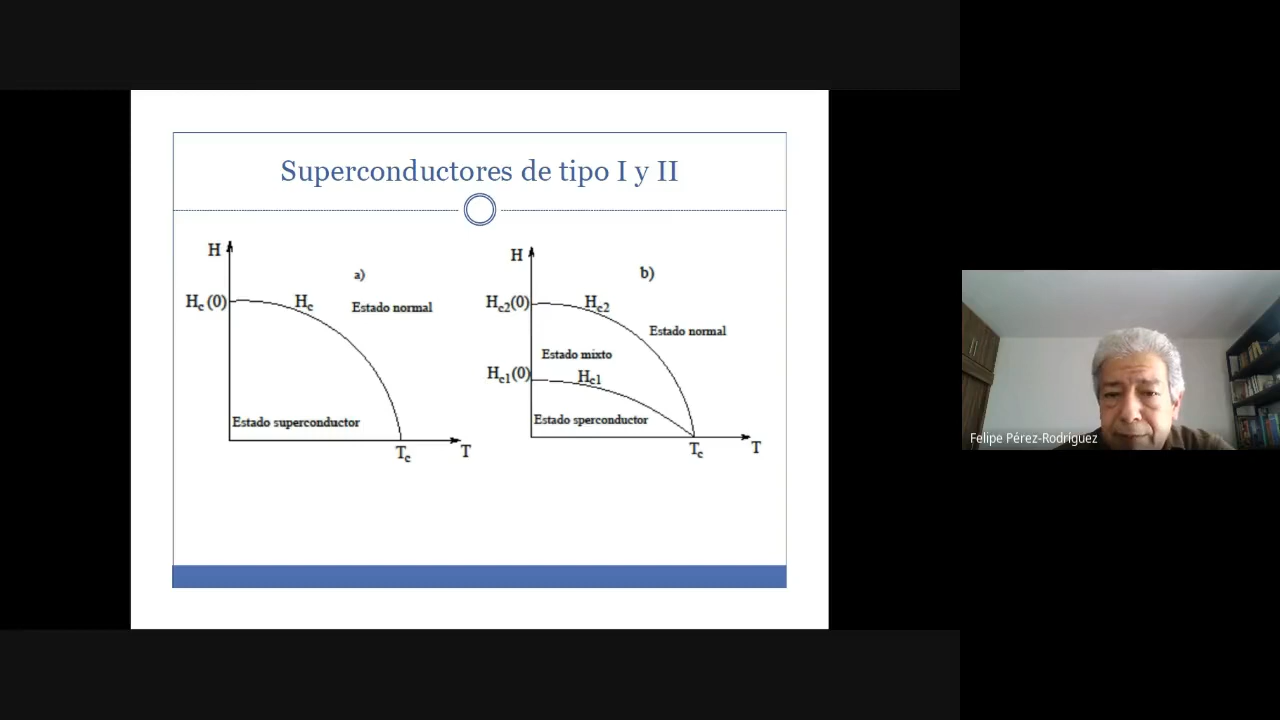 Superconductores de tipo I y II
H
a)
Hc (0)
Hc
Estado normal
Estado superconductor
Tc
T
H
b)
Hc2(0)
Hc2
Estado normal
Estado mixto
Hc1(0)
Hc1
Estado sperconductor
Tc
T
Felipe Pérez-Rodríguez